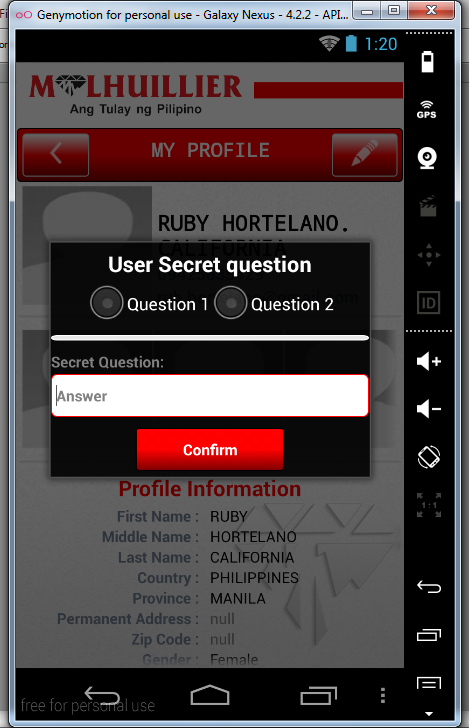 Genymotion for personal use - Galaxy Nexus - 4.2.2 - API...
1:20
GPS
M LHUILLIER
Ang Tulay ng Pilipino
MY PROFILE
RUBY HORTELANO.
CALIFORNIA
User Secret question
Question 1 Question 2
ID
Secret Question:
Answer
Confirm
1:1
Profile Information
First Name : RUBY
Middle Name : HORTELANO
Last Name : CALIFORNIA
Country : PHILIPPINES
Province : MANILA
Permanent Address : null
Zip Code : null
Gender : Female
free for personal use